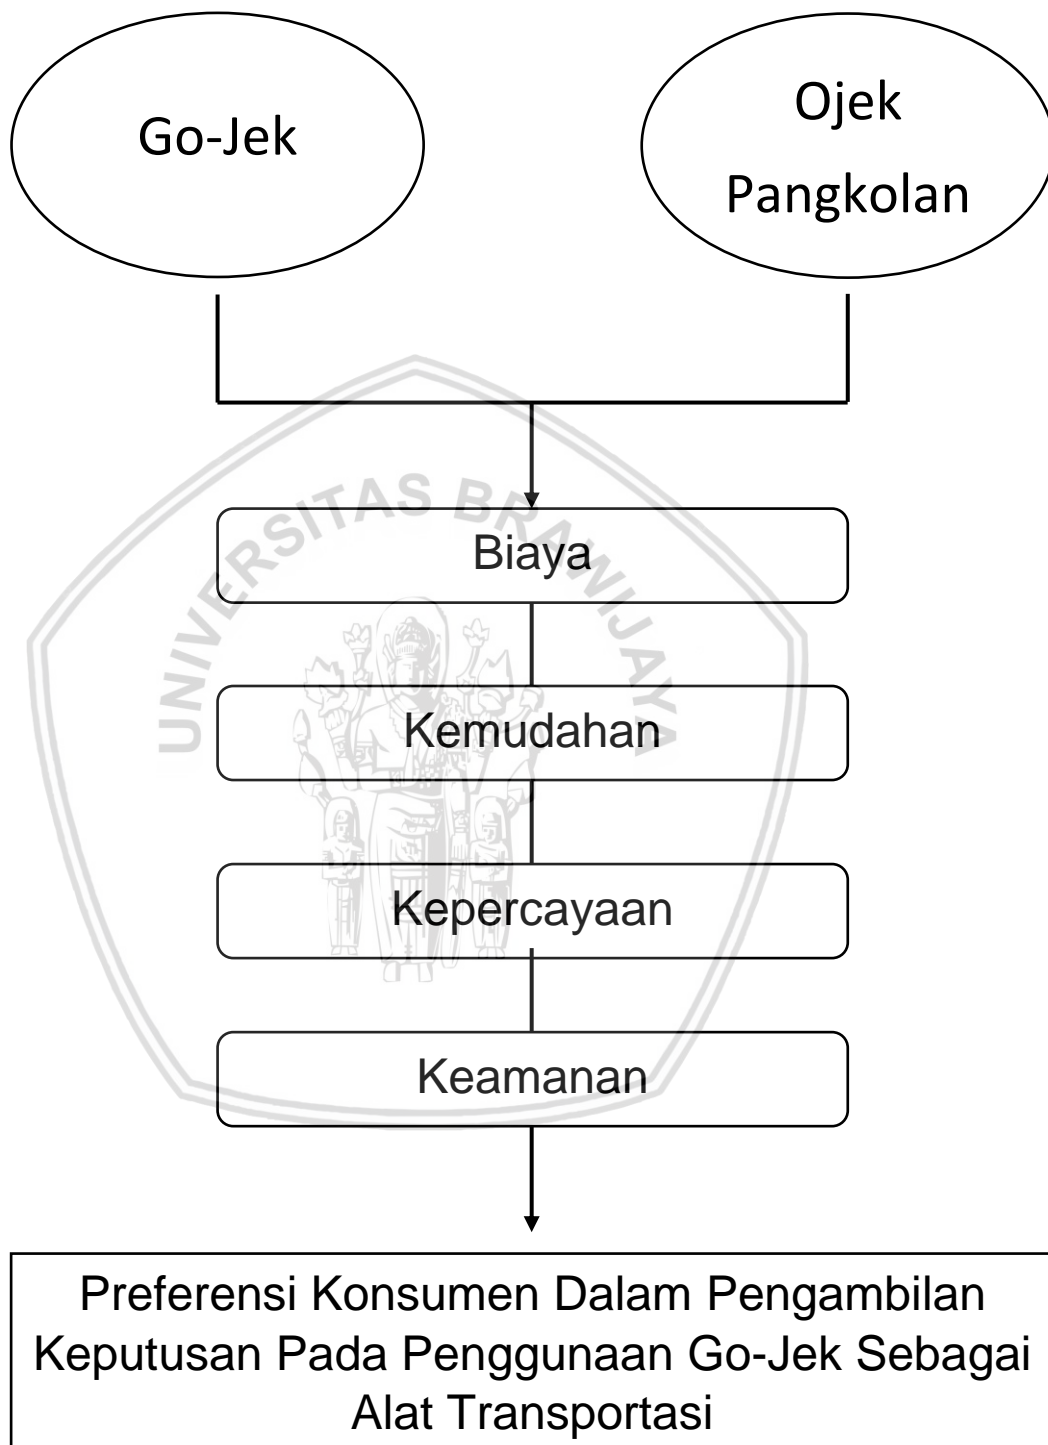 Go-Jek
Ojek
Pangkolan
UNIVERSITAS BRAWIJAYA
Biaya
Kemudahan
Kepercayaan
Keamanan
Preferensi Konsumen Dalam Pengambilan
Keputusan Pada Penggunaan Go-Jek Sebagai
Alat Transportasi